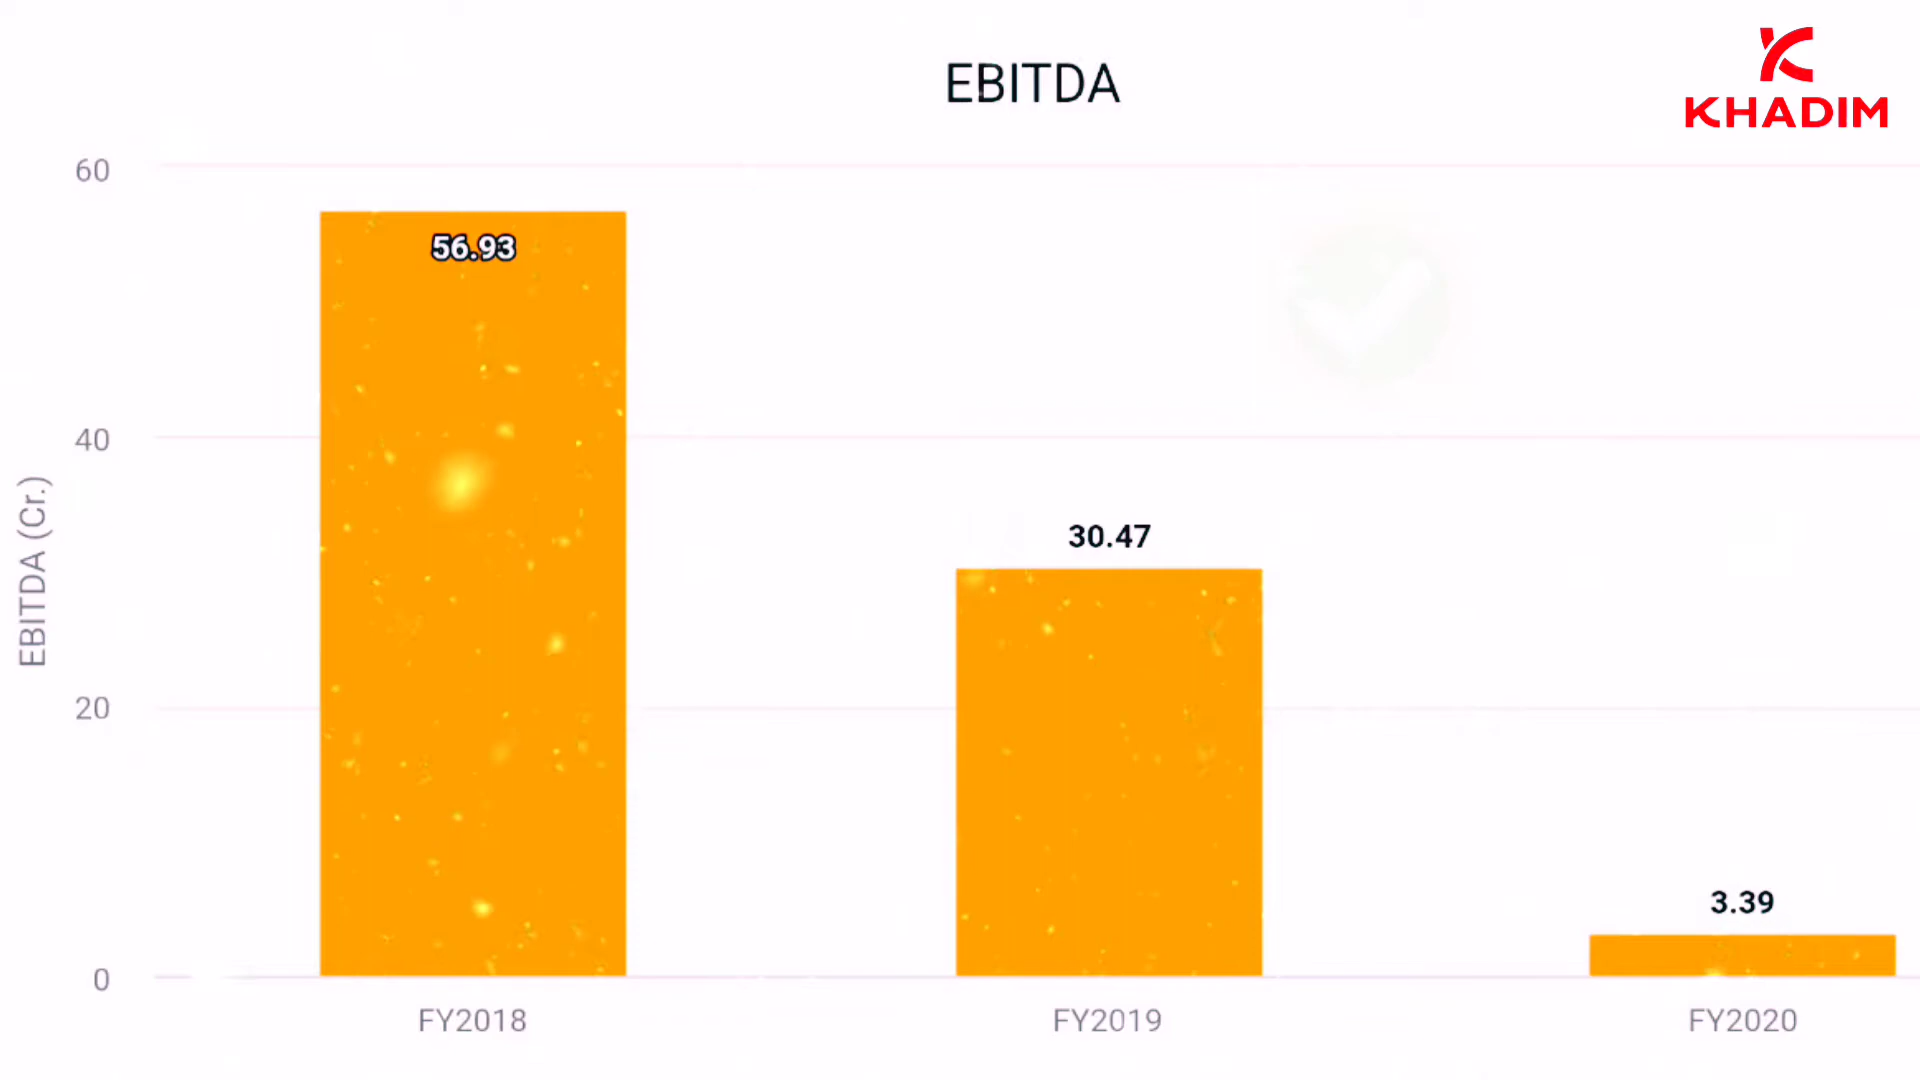 EBITDA
KHADIM
60
56.93
40
EBITDA (Cr.)
30.47
20
3.39
0
FY2018
FY2019
FY2020